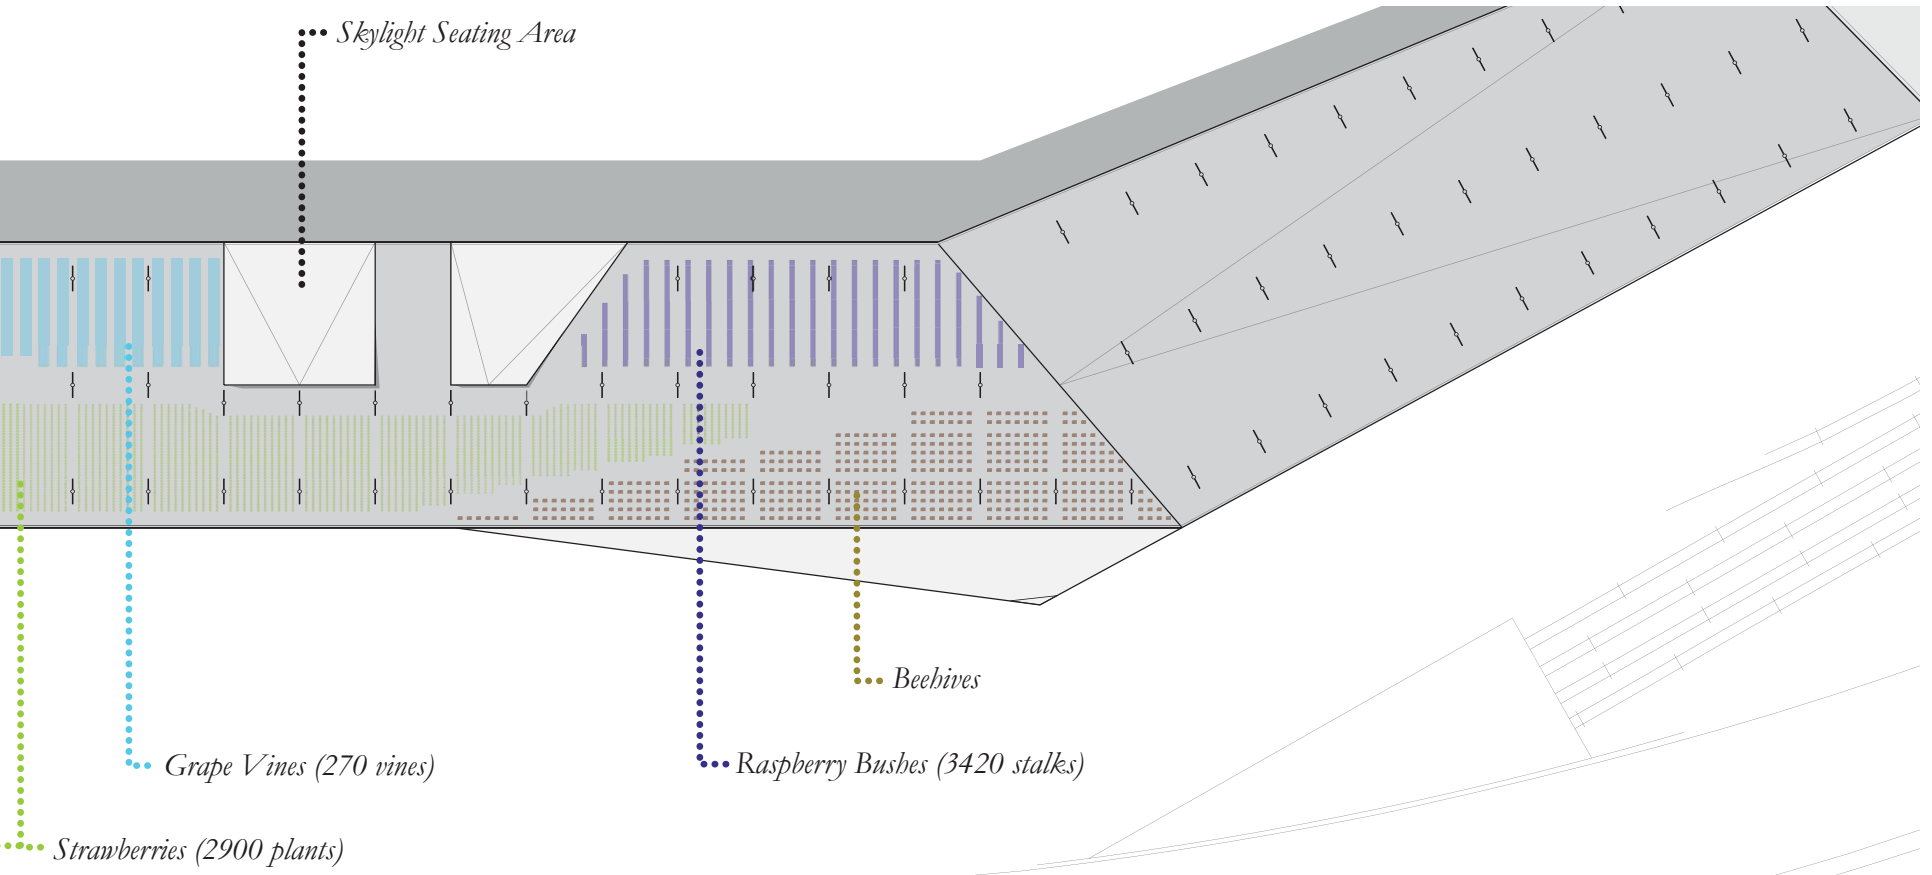 Skylight Seating Area
Beehives
Grape Vines (270 vines)
Raspberry Bushes (3420 stalks)
Strawberries (2900 plants)